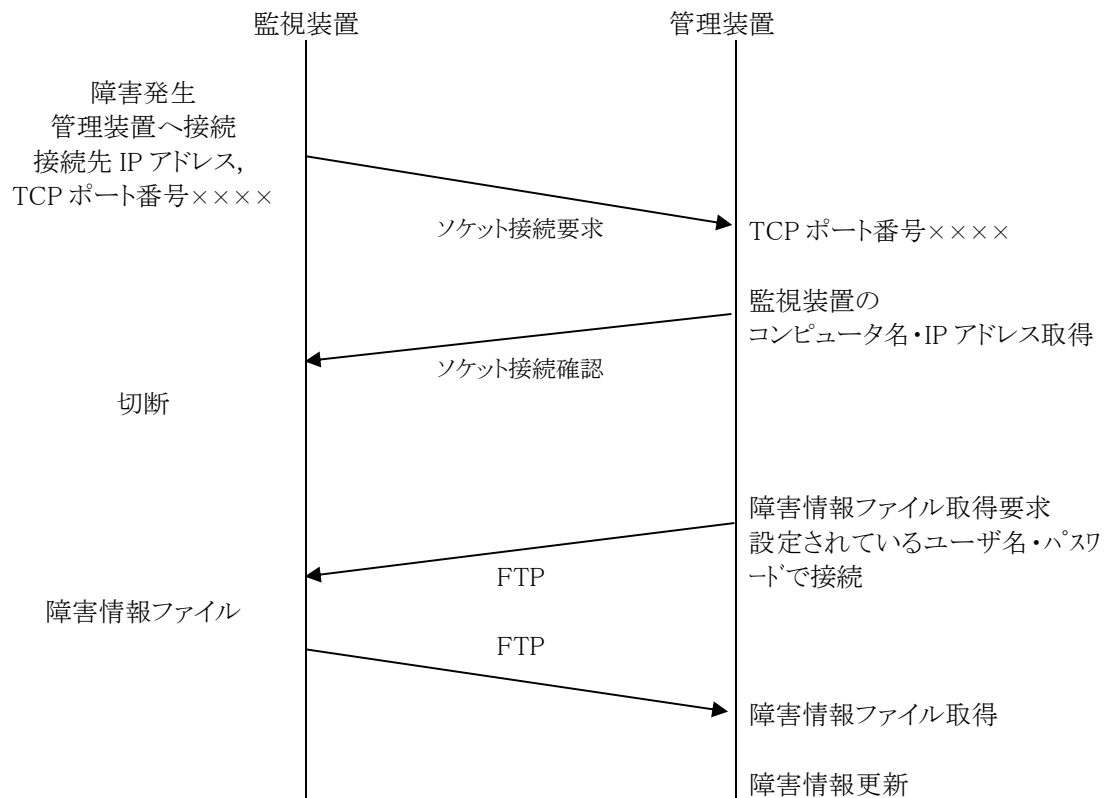 監視装置
管理装置
障害発生
管理装置へ接続
接続先 IP アドレス,
TCP ポート番号××××
ソケット接続要求
TCP ポート番号××××
監視装置の
コンピュータ名・IP アドレス取得
ソケット接続確認
切断
障害情報ファイル取得要求
設定されているユーザ名・パスワ
ードで接続
FTP
障害情報ファイル
FTP
障害情報ファイル取得
障害情報更新